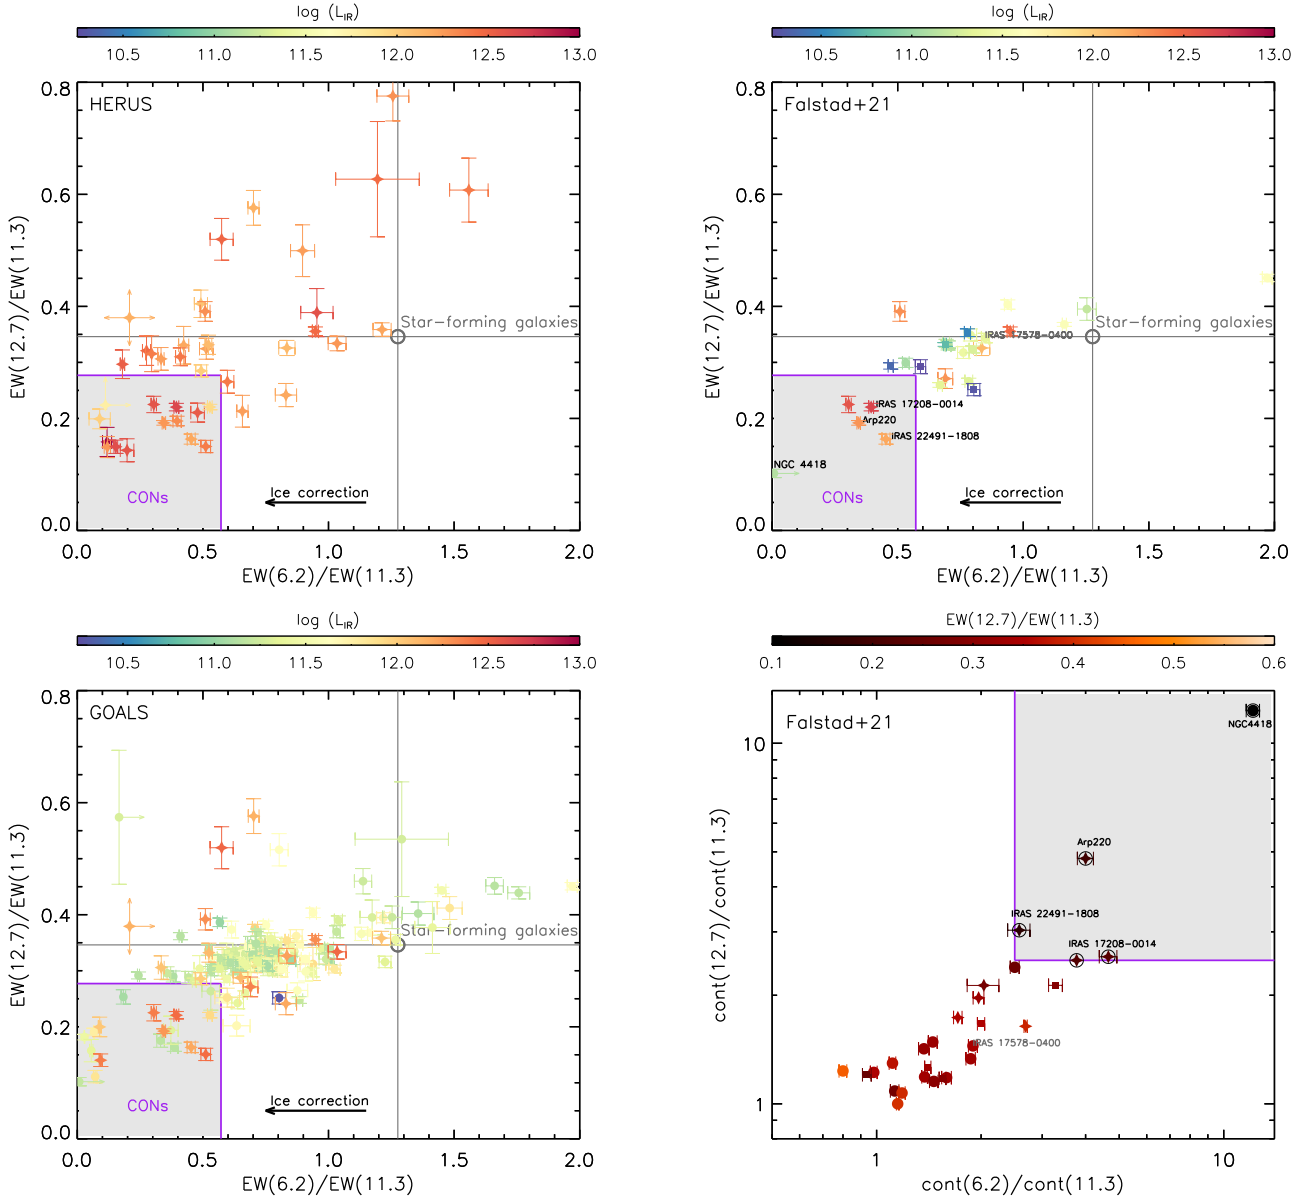 log (L_IR)
10.5 11.0 11.5 12.0 12.5 13.0
HERUS
0.8
0.6
0.4
0.2
0.0
EW(12.7)/EW(11.3)
Star-forming galaxies
CONs
Ice correction
0.0 0.5 1.0 1.5 2.0
EW(6.2)/EW(11.3)
log (L_IR)
10.5 11.0 11.5 12.0 12.5 13.0
Falstad+21
0.8
0.6
0.4
0.2
0.0
EW(12.7)/EW(11.3)
Star-forming galaxies
IRAS 17578-0400
IRAS 17208-0014
Arp220
IRAS 22491-1808
NGC 4418
CONs
Ice correction
0.0 0.5 1.0 1.5 2.0
EW(6.2)/EW(11.3)
log (L_IR)
10.5 11.0 11.5 12.0 12.5 13.0
GOALS
0.8
0.6
0.4
0.2
0.0
EW(12.7)/EW(11.3)
Star-forming galaxies
CONs
Ice correction
0.0 0.5 1.0 1.5 2.0
EW(6.2)/EW(11.3)
EW(12.7)/EW(11.3)
0.1 0.2 0.3 0.4 0.5 0.6
Falstad+21
NGC4418
10
Arp220
IRAS 22491-1808
IRAS 17208-0014
IRAS 17578-0400
1
cont(12.7)/cont(11.3)
1 10
cont(6.2)/cont(11.3)